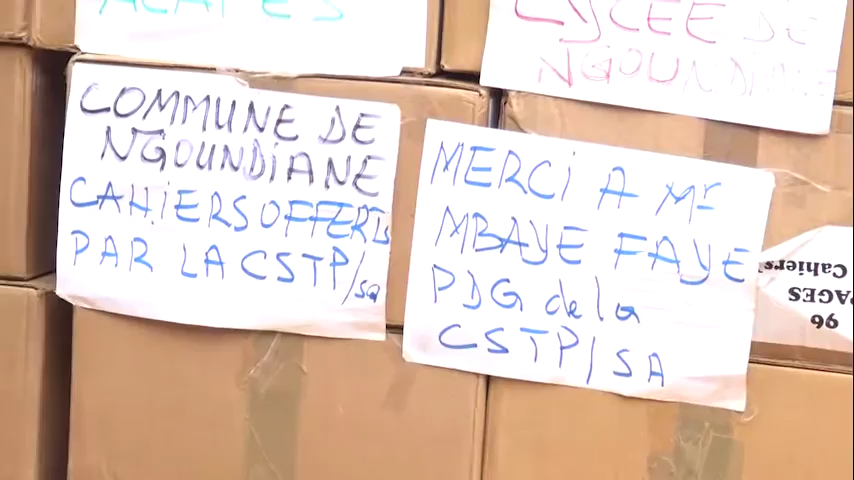 LYCEE DE
NGOUNDIANE
COMMUNE DE
NGOUNDIANE
CAHIERS OFFERTS
PAR LA CSTP/sa
MERCI A Mr
MBAYE FAYE
PDG de la
CSTP/SA
96
PAGES
Cahiers